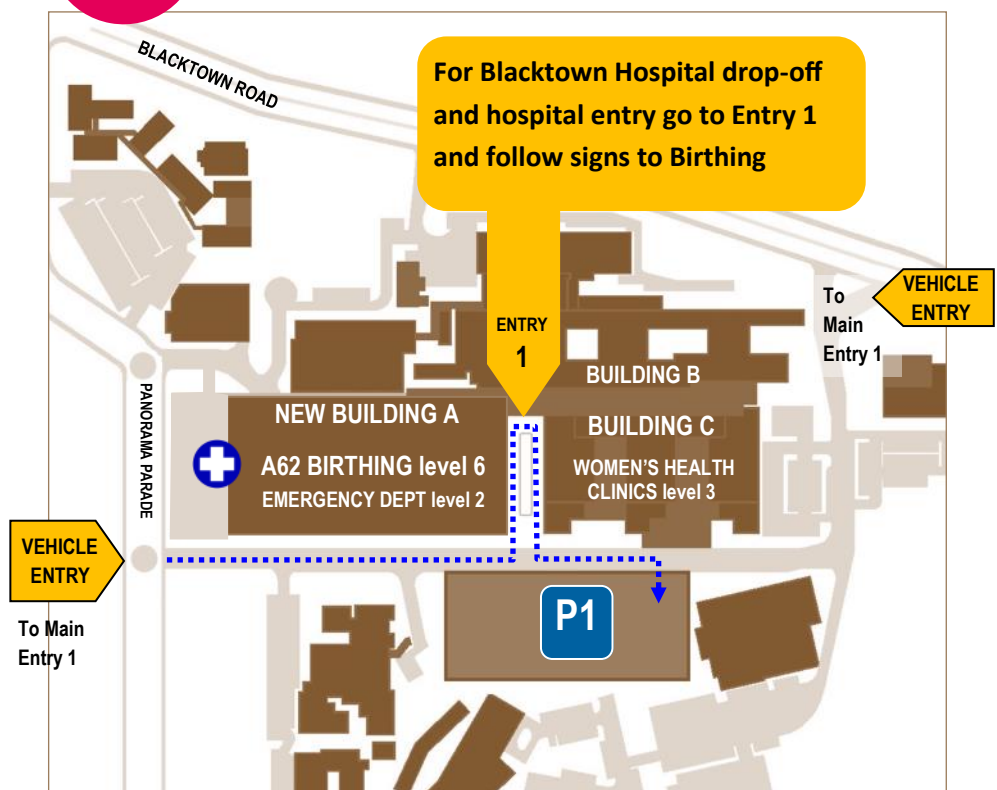 BLACKTOWN ROAD
For Blacktown Hospital drop-off
and hospital entry go to Entry 1
and follow signs to Birthing
VEHICLE
ENTRY
To
Main
Entry 1
ENTRY
1
BUILDING B
PANORAMA PARADE
NEW BUILDING A
A62 BIRTHING level 6
EMERGENCY DEPT level 2
BUILDING C
WOMEN'S HEALTH
CLINICS level 3
VEHICLE
ENTRY
To Main
Entry 1
P1